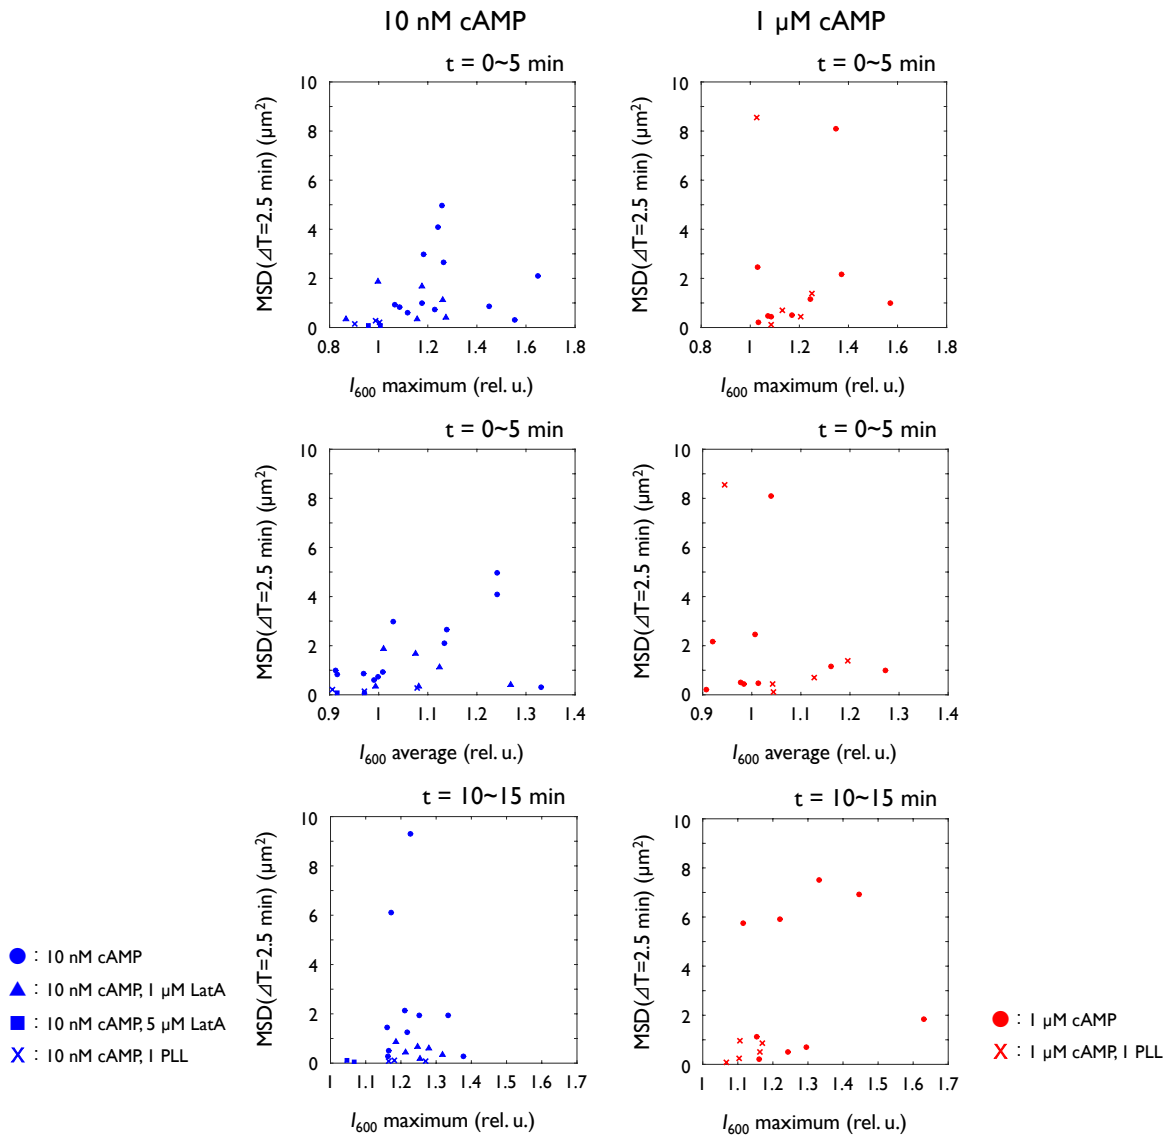 10 nM cAMP
1 µM cAMP
t = 0~5 min
t = 0~5 min
MSD(ΔT=2.5 min) (µm²)
10
8
6
4
2
0
0.8 1 1.2 1.4 1.6 1.8
I600 maximum (rel. u.)
MSD(ΔT=2.5 min) (µm²)
10
8
6
4
2
0
0.8 1 1.2 1.4 1.6 1.8
I600 maximum (rel. u.)
t = 0~5 min
t = 0~5 min
MSD(ΔT=2.5 min) (µm²)
10
8
6
4
2
0
0.9 1 1.1 1.2 1.3 1.4
I600 average (rel. u.)
MSD(ΔT=2.5 min) (µm²)
10
8
6
4
2
0
0.9 1 1.1 1.2 1.3 1.4
I600 average (rel. u.)
t = 10~15 min
t = 10~15 min
MSD(ΔT=2.5 min) (µm²)
10
8
6
4
2
0
1 1.1 1.2 1.3 1.4 1.5 1.6 1.7
I600 maximum (rel. u.)
MSD(ΔT=2.5 min) (µm²)
10
8
6
4
2
0
1 1.1 1.2 1.3 1.4 1.5 1.6 1.7
I600 maximum (rel. u.)
: 10 nM cAMP
: 10 nM cAMP, 1 µM LatA
: 10 nM cAMP, 5 µM LatA
: 10 nM cAMP, 1 PLL
: 1 µM cAMP
: 1 µM cAMP, 1 PLL